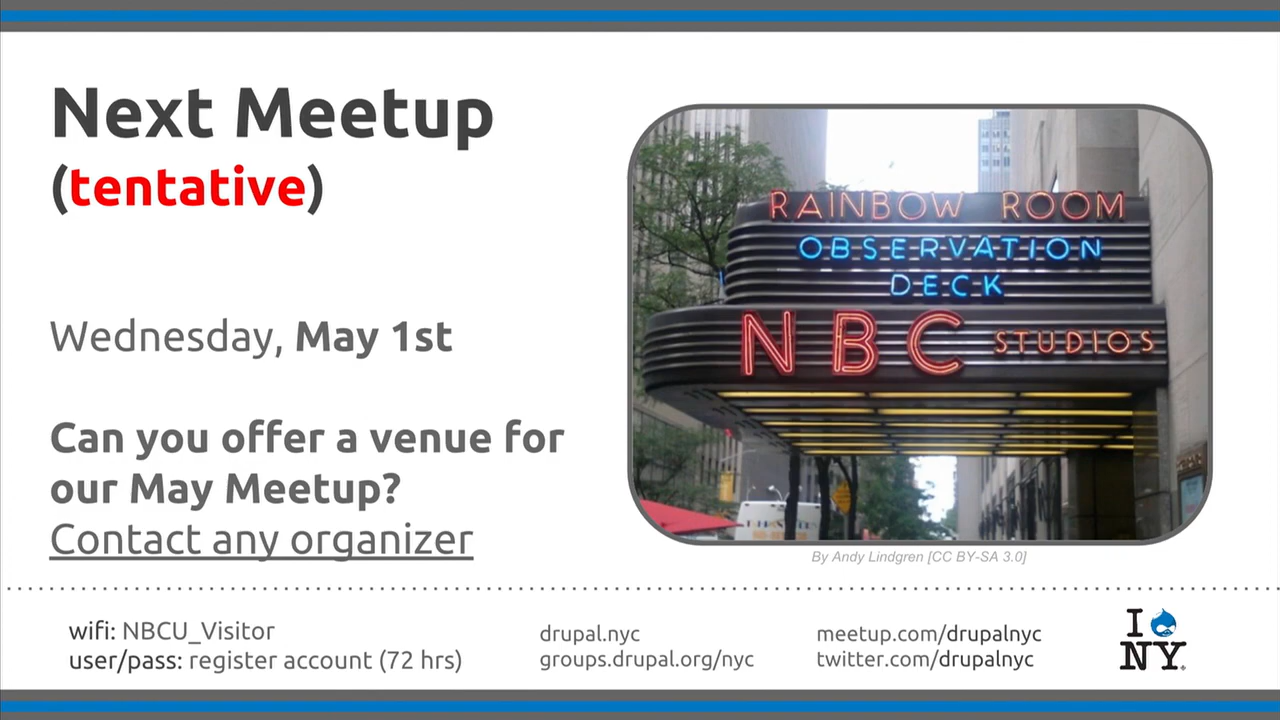 Next Meetup
(tentative)
Wednesday, May 1st
Can you offer a venue for
our May Meetup?
Contact any organizer
RAINBOW ROOM
OBSERVATION
DECK
NBC STUDIOS
By Andy Lindgren [CC BY-SA 3.0]
wifi: NBCU_Visitor
user/pass: register account (72 hrs)
drupal.nyc
groups.drupal.org/nyc
meetup.com/drupalnyc
twitter.com/drupalnyc
I
NY